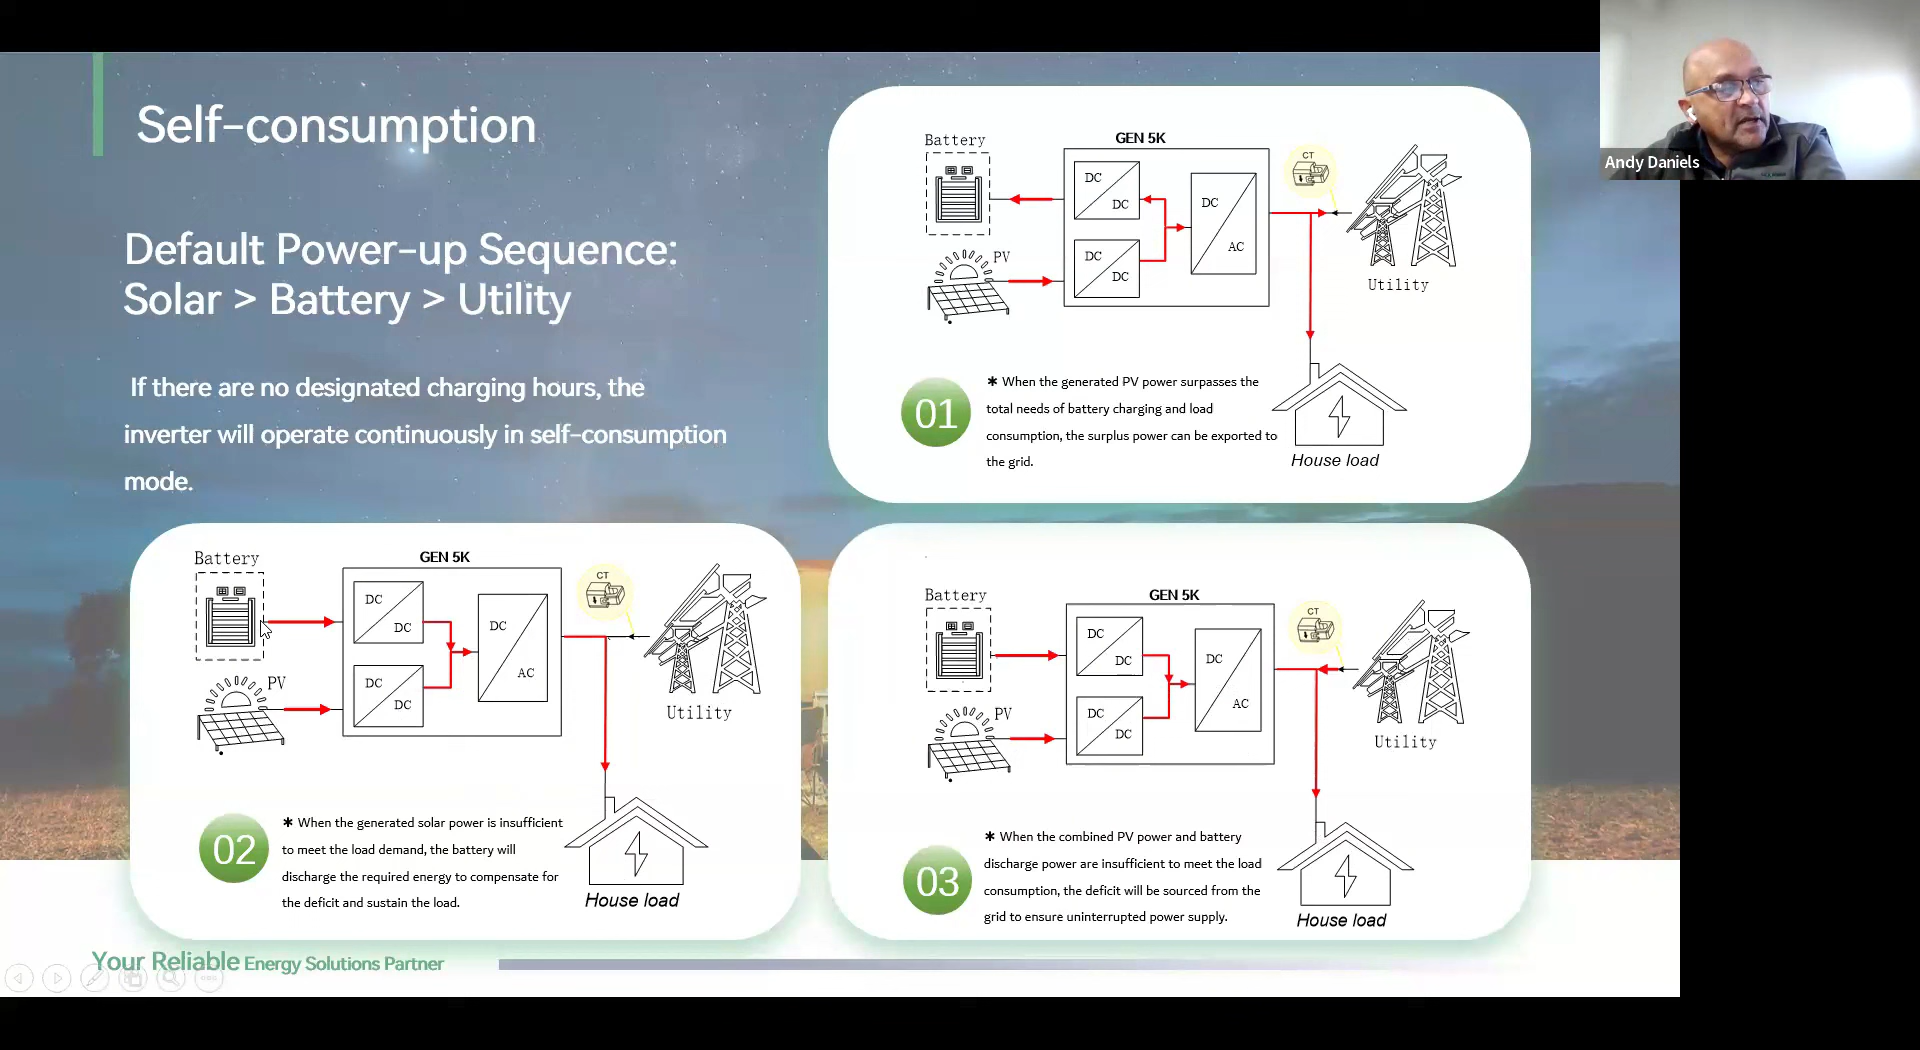 Self-consumption
Default Power-up Sequence:
Solar > Battery > Utility
If there are no designated charging hours, the
inverter will operate continuously in self-consumption
mode.
Battery
GEN 5K
DC
DC
DC
DC
DC
AC
PV
CT
Utility
01
* When the generated PV power surpasses the
total needs of battery charging and load
consumption, the surplus power can be exported to
the grid.
House load
Battery
GEN 5K
DC
DC
DC
DC
DC
AC
PV
CT
Utility
02
* When the generated solar power is insufficient
to meet the load demand, the battery will
discharge the required energy to compensate for
the deficit and sustain the load.
House load
Battery
GEN 5K
DC
DC
DC
DC
DC
AC
PV
CT
Utility
03
* When the combined PV power and battery
discharge power are insufficient to meet the load
consumption, the deficit will be sourced from the
grid to ensure uninterrupted power supply.
House load
Your Reliable Energy Solutions Partner
Andy Daniels